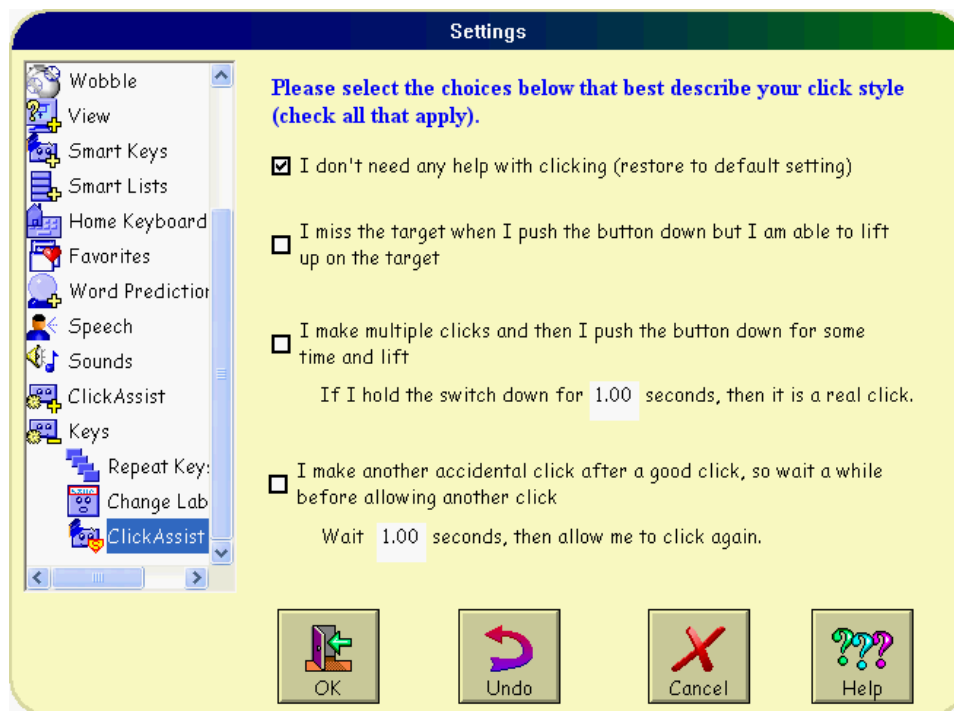 Settings
Wobble
View
Smart Keys
Smart Lists
Home Keyboard
Favorites
Word Prediction
Speech
Sounds
ClickAssist
Keys
Repeat Key
Change Lab
ClickAssist
Please select the choices below that best describe your click style
(check all that apply).
I don't need any help with clicking (restore to default setting)
I miss the target when I push the button down but I am able to lift
up on the target
I make multiple clicks and then I push the button down for some
time and lift
If I hold the switch down for 1.00 seconds, then it is a real click.
I make another accidental click after a good click, so wait a while
before allowing another click
Wait 1.00 seconds, then allow me to click again.
OK
Undo
Cancel
Help